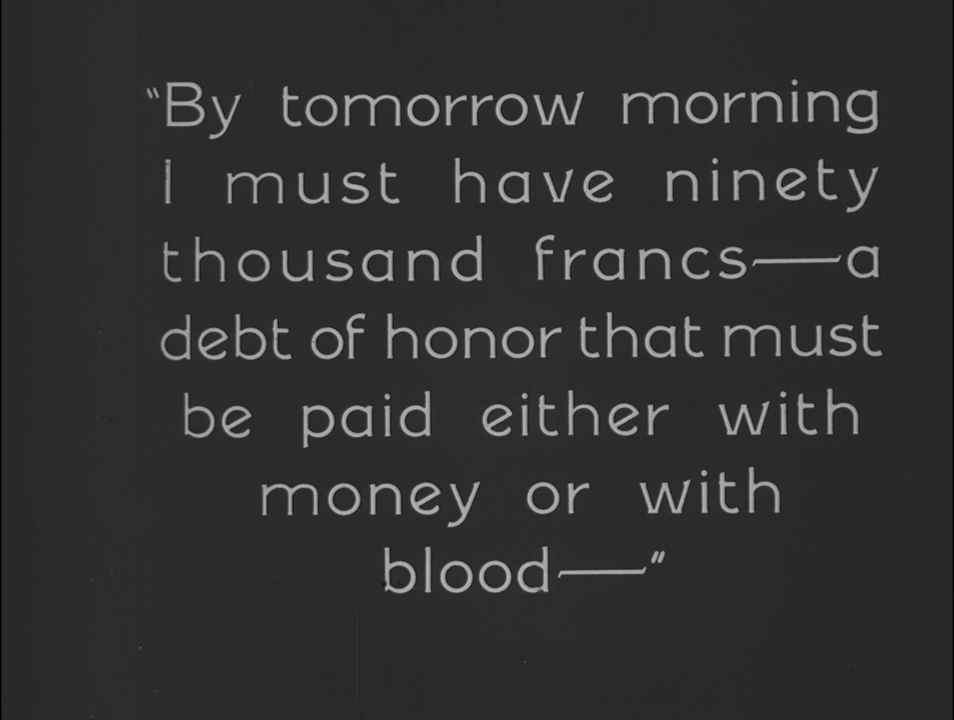 "By tomorrow morning
I must have ninety
thousand francs—a
debt of honor that must
be paid either with
money or with
blood—"